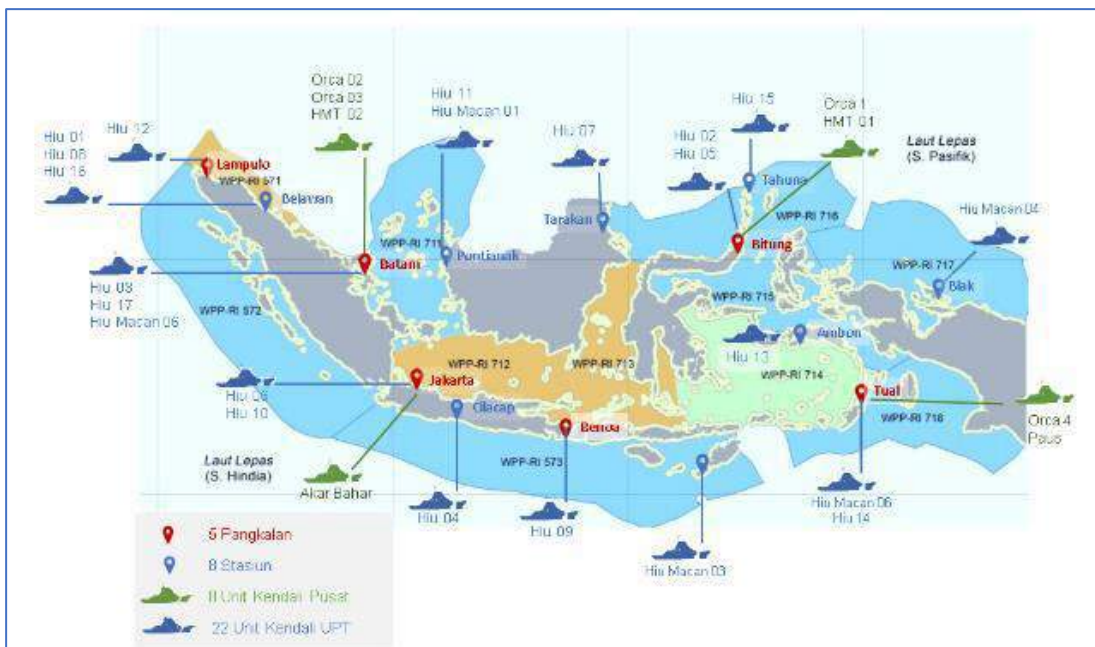 Orca 02
Orca 03
HMT 02
Hiu 11
Hiu Macan 01
Hiu 15
Orca 1
HMT 01
Hiu 01
Hiu 08
Hiu 16
Hiu 12
Hiu 07
Hiu 02
Hiu 05
Laut Lepas
(S. Pasifik)
Lampulo
WPP-RI 571
Belawan
Tahuna
WPP-RI 716
Hiu Macan 04
Tarakan
WPP-RI 711
Pontianak
Batam
Bitung
WPP-RI 717
Biak
Hiu 03
Hiu 17
Hiu Macan 06
WPP-RI 572
WPP-RI 715
Ambon
Hiu 13
WPP-RI 712
WPP-RI 713
WPP-RI 714
Jakarta
Hiu 10
Cilacap
Tual
Benoa
WPP-RI 718
Orca 4
Paus
Laut Lepas
(S. Hindia)
WPP-RI 573
Akar Bahar
Hiu 04
Hiu 09
Hiu Macan 03
Hiu Macan
Hiu 14
5 Pangkalan
8 Stasiun
8 Unit Kendali Pusat
22 Unit Kendali UPT